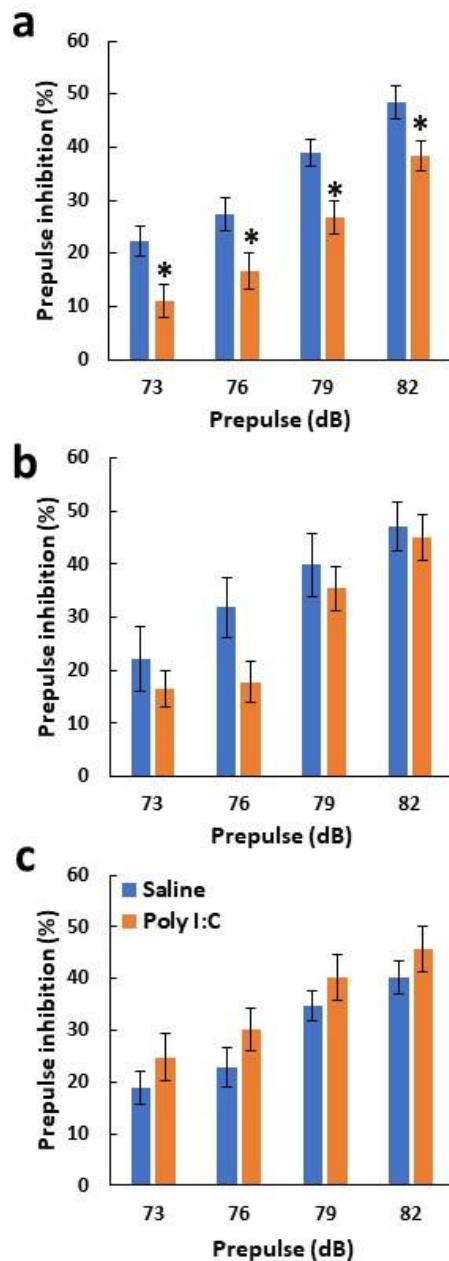 a
60
50
40
30
20
10
0
Prepulse inhibition (%)
* * * *
73 76 79 82
Prepulse (dB)
b
60
50
40
30
20
10
0
Prepulse inhibition (%)
73 76 79 82
Prepulse (dB)
c
60
50
40
30
20
10
0
Prepulse inhibition (%)
Saline
Poly I:C
73 76 79 82
Prepulse (dB)